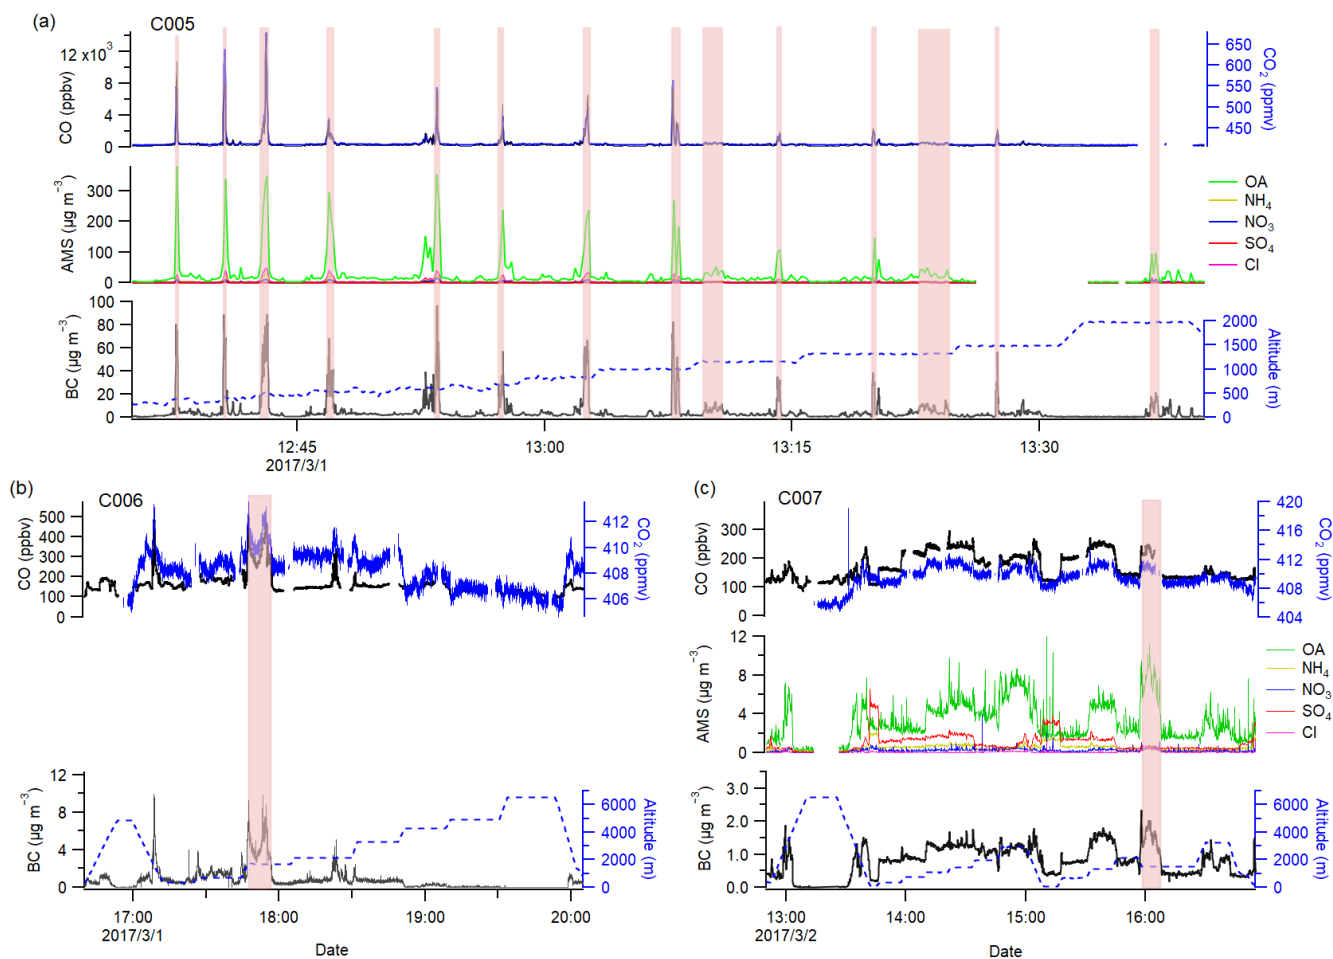 (a)
C005
12 x10³
8
4
0
CO (ppbv)
650
600
550
500
450
CO₂ (ppmv)
300
200
100
0
AMS (µg m⁻³)
OA
NH₄
NO₃
SO₄
Cl
100
80
60
40
20
0
BC (µg m⁻³)
2000
1500
1000
500
0
Altitude (m)
12:45
13:00
13:15
13:30
2017/3/1
(b)
C006
500
400
300
200
100
0
CO (ppbv)
412
410
408
406
CO₂ (ppmv)
12
8
4
0
BC (µg m⁻³)
6000
4000
2000
0
Altitude (m)
17:00
18:00
19:00
20:00
2017/3/1
Date
(c)
C007
300
200
100
0
CO (ppbv)
420
416
412
408
404
CO₂ (ppmv)
12
8
4
0
AMS (µg m⁻³)
OA
NH₄
NO₃
SO₄
Cl
3.0
2.0
1.0
0.0
BC (µg m⁻³)
6000
4000
2000
0
Altitude (m)
13:00
14:00
15:00
16:00
2017/3/2
Date